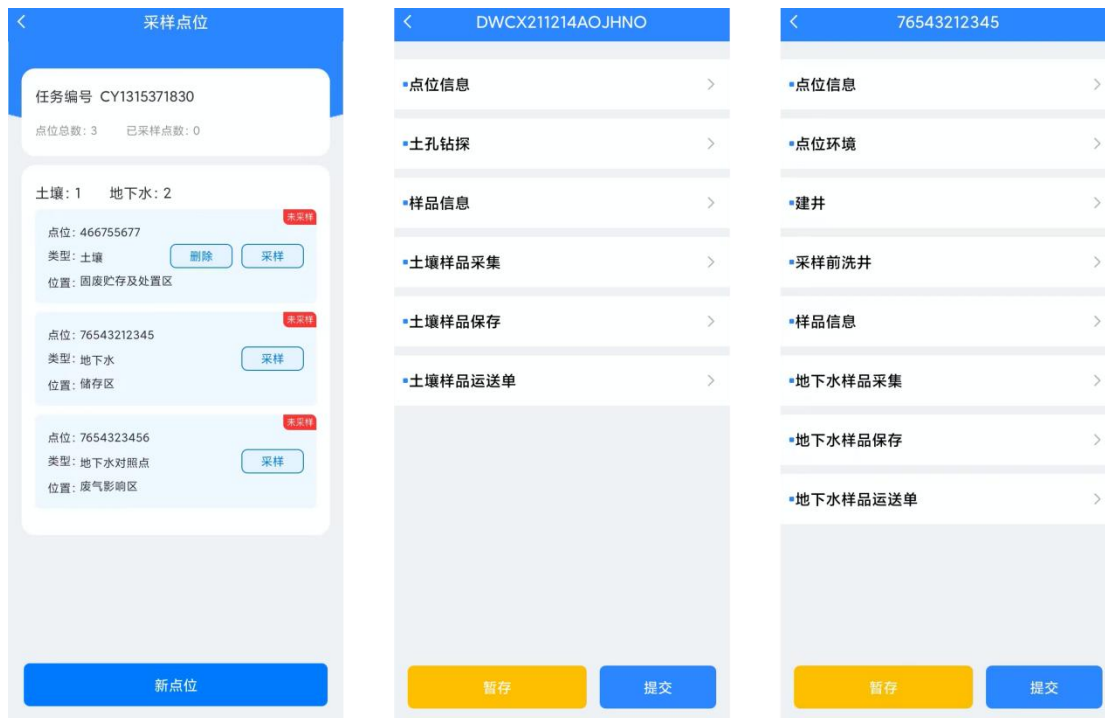 采样点位
任务编号 CY1315371830
点位总数: 3 已采样点数: 0
土壤: 1 地下水: 2
未采样
点位: 466755677
类型: 土壤 删除 采样
位置: 固废贮存及处置区
未采样
点位: 76543212345
类型: 地下水 采样
位置: 储存区
未采样
点位: 7654323456
类型: 地下水对照点 采样
位置: 废气影响区
新点位
DWCX211214AOJHNO
点位信息
土孔钻探
样品信息
土壤样品采集
土壤样品保存
土壤样品运送单
暂存 提交
76543212345
点位信息
点位环境
建井
采样前洗井
样品信息
地下水样品采集
地下水样品保存
地下水样品运送单
暂存 提交